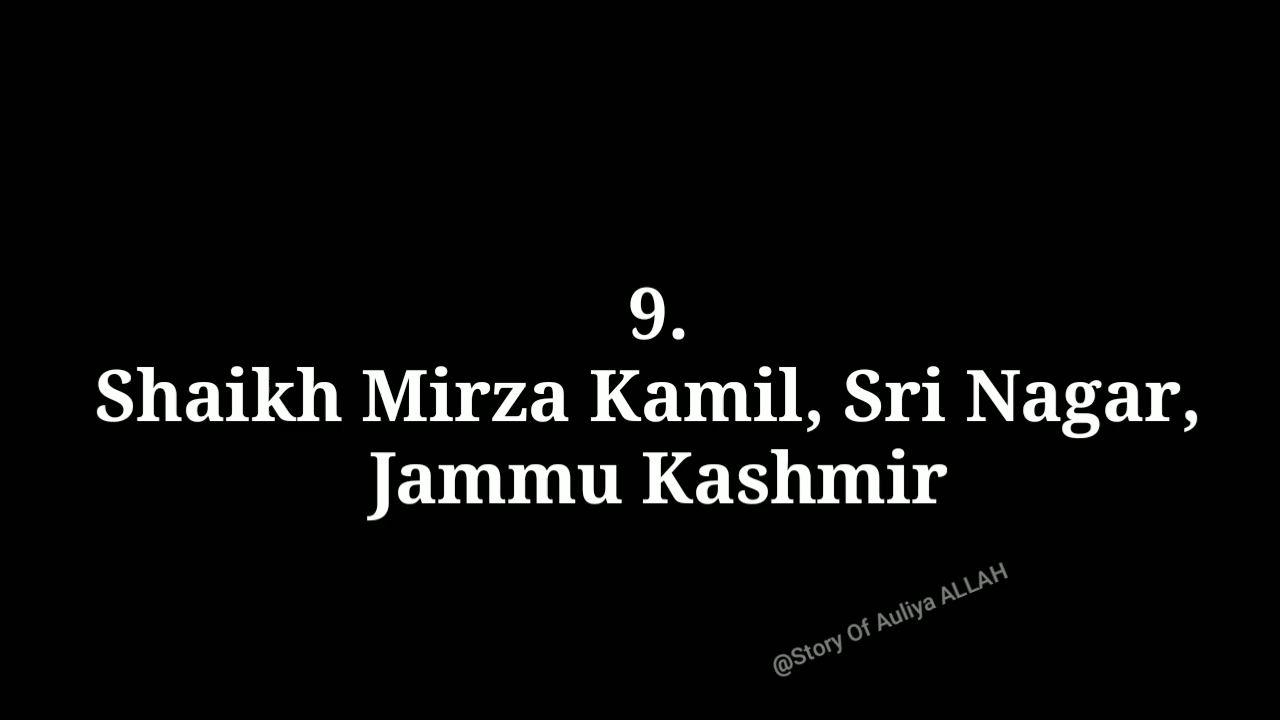 9.
Shaikh Mirza Kamil, Sri Nagar,
Jammu Kashmir
@Story Of Auliya ALLAH